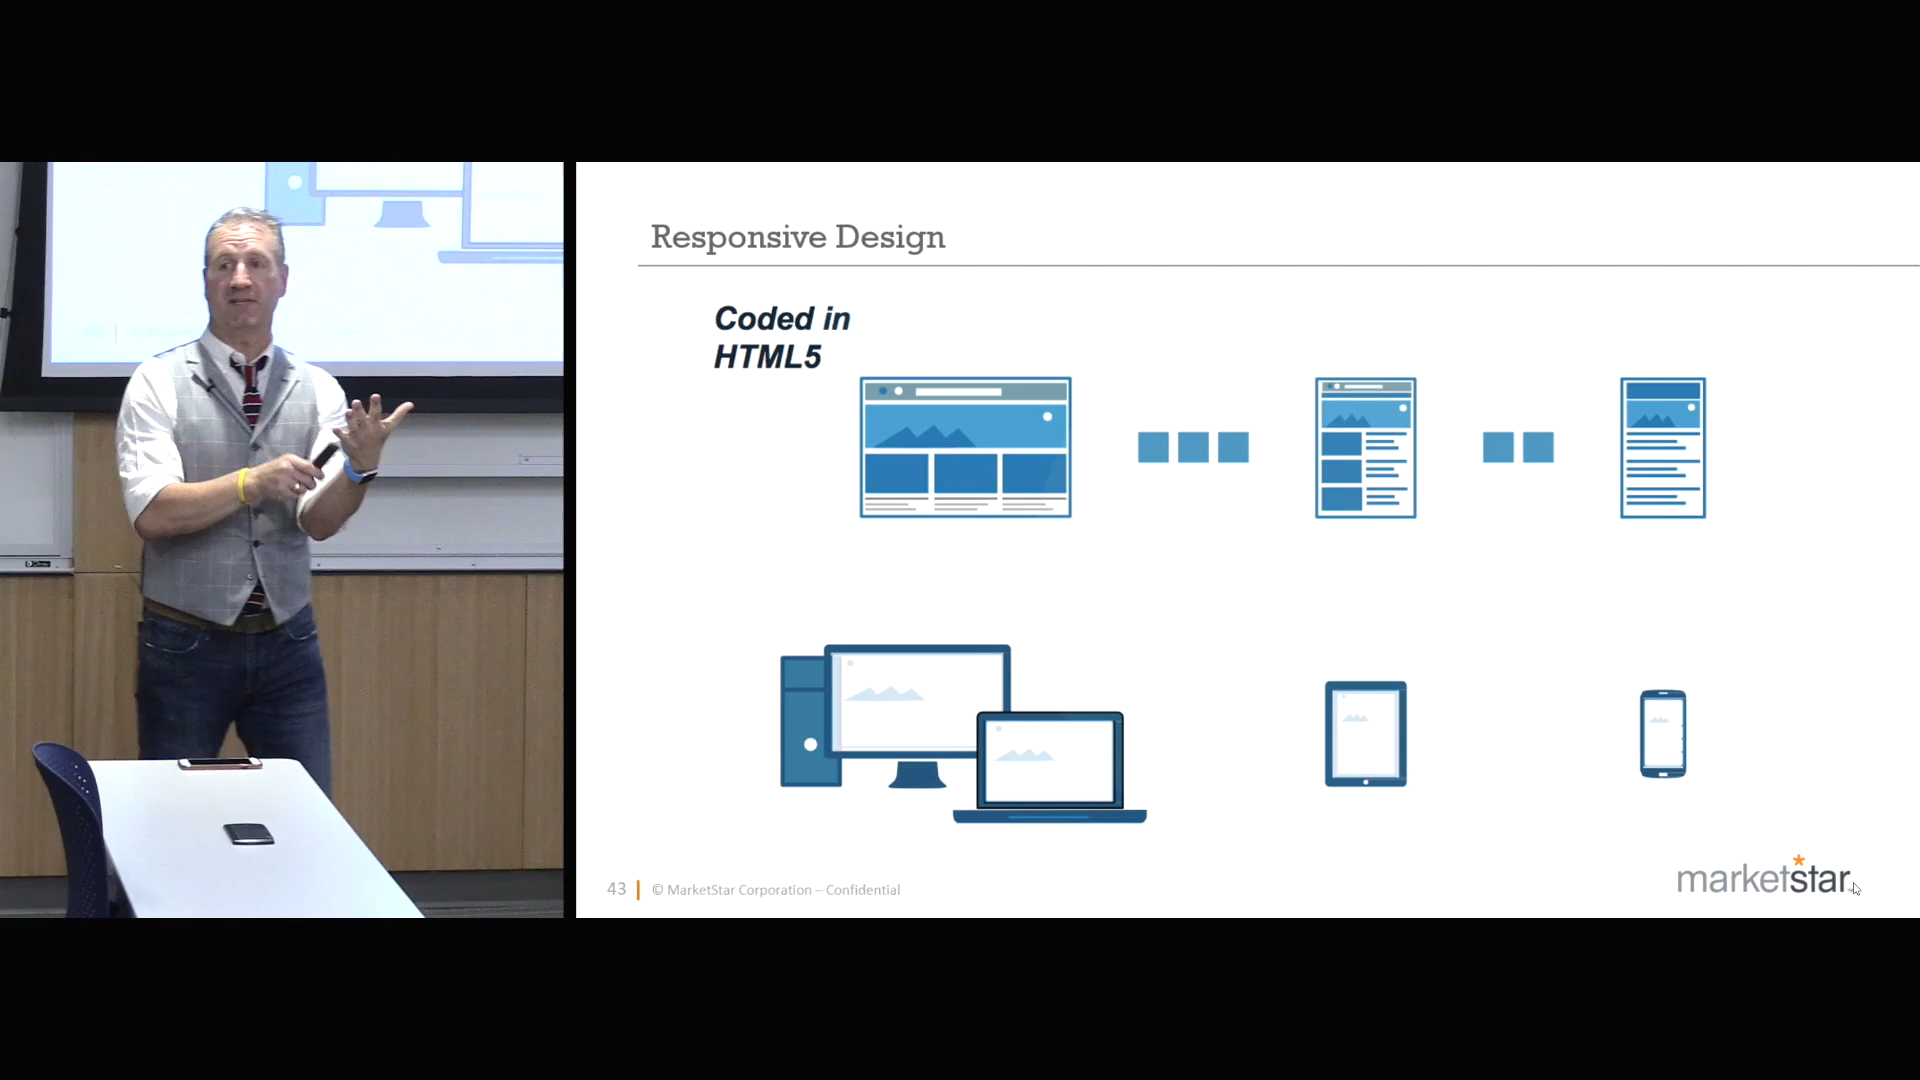 Responsive Design
Coded in
HTML5
43
© MarketStar Corporation – Confidential
marketstar